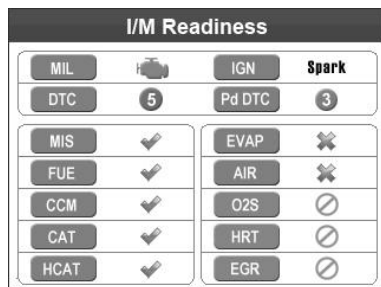 I/M Readiness
MIL IGN Spark
DTC 5 Pd DTC 3
MIS EVAP
FUE AIR
CCM O2S
CAT HRT
HCAT EGR